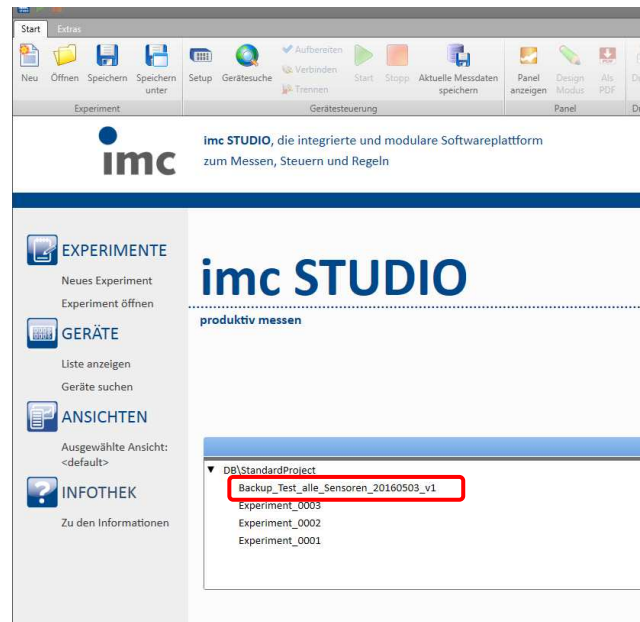 Start Extras
Neu Öffnen Speichern Speichern unter Setup Gerätesuche Aufbereiten Verbinden Trennen Start Stopp Aktuelle Messdaten speichern Panel anzeigen Design Modus Als PDF
Experiment Gerätesteuerung Panel
imc
imc STUDIO, die integrierte und modulare Softwareplattform
zum Messen, Steuern und Regeln
EXPERIMENTE
Neues Experiment
Experiment öffnen
GERÄTE
Liste anzeigen
Geräte suchen
ANSICHTEN
Ausgewählte Ansicht:
<default>
INFOTHEK
Zu den Informationen
imc STUDIO
produktiv messen
DB\StandardProject
Backup_Test_alle_Sensoren_20160503_v1
Experiment_0003
Experiment_0002
Experiment_0001